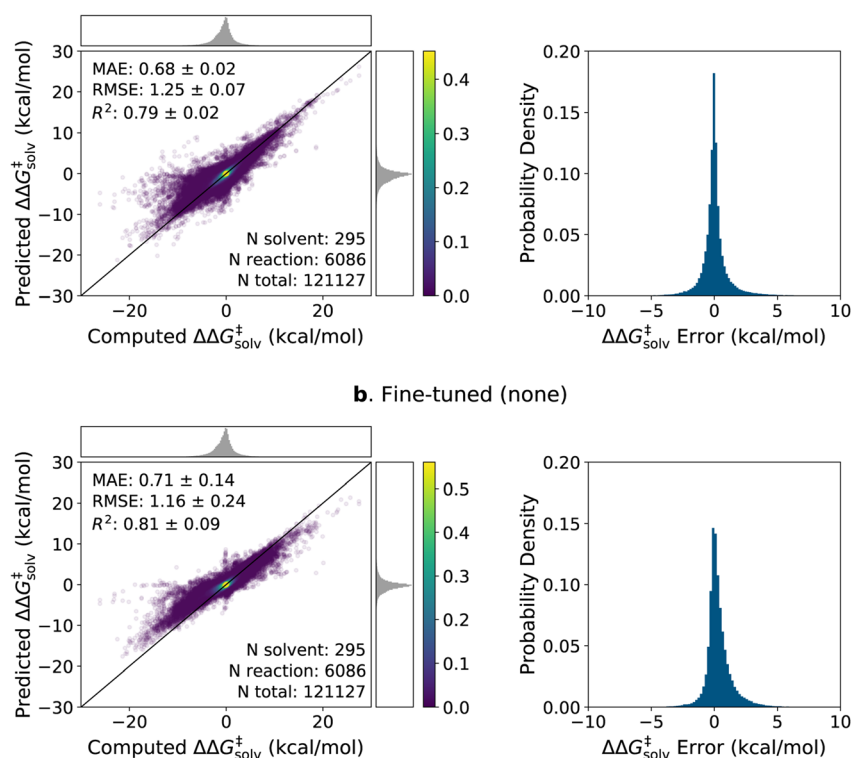 MAE: 0.68 ± 0.02
RMSE: 1.25 ± 0.07
R²: 0.79 ± 0.02
N solvent: 295
N reaction: 6086
N total: 121127
Predicted ΔΔG‡solv (kcal/mol)
30
20
10
0
−10
−20
−30
−20
0
20
Computed ΔΔG‡solv (kcal/mol)
0.4
0.3
0.2
0.1
0.0
Probability Density
0.20
0.15
0.10
0.05
0.00
−10
−5
0
5
10
ΔΔG‡solv Error (kcal/mol)
b. Fine-tuned (none)
MAE: 0.71 ± 0.14
RMSE: 1.16 ± 0.24
R²: 0.81 ± 0.09
N solvent: 295
N reaction: 6086
N total: 121127
Predicted ΔΔG‡solv (kcal/mol)
30
20
10
0
−10
−20
−30
−20
0
20
Computed ΔΔG‡solv (kcal/mol)
0.5
0.4
0.3
0.2
0.1
0.0
Probability Density
0.20
0.15
0.10
0.05
0.00
−10
−5
0
5
10
ΔΔG‡solv Error (kcal/mol)